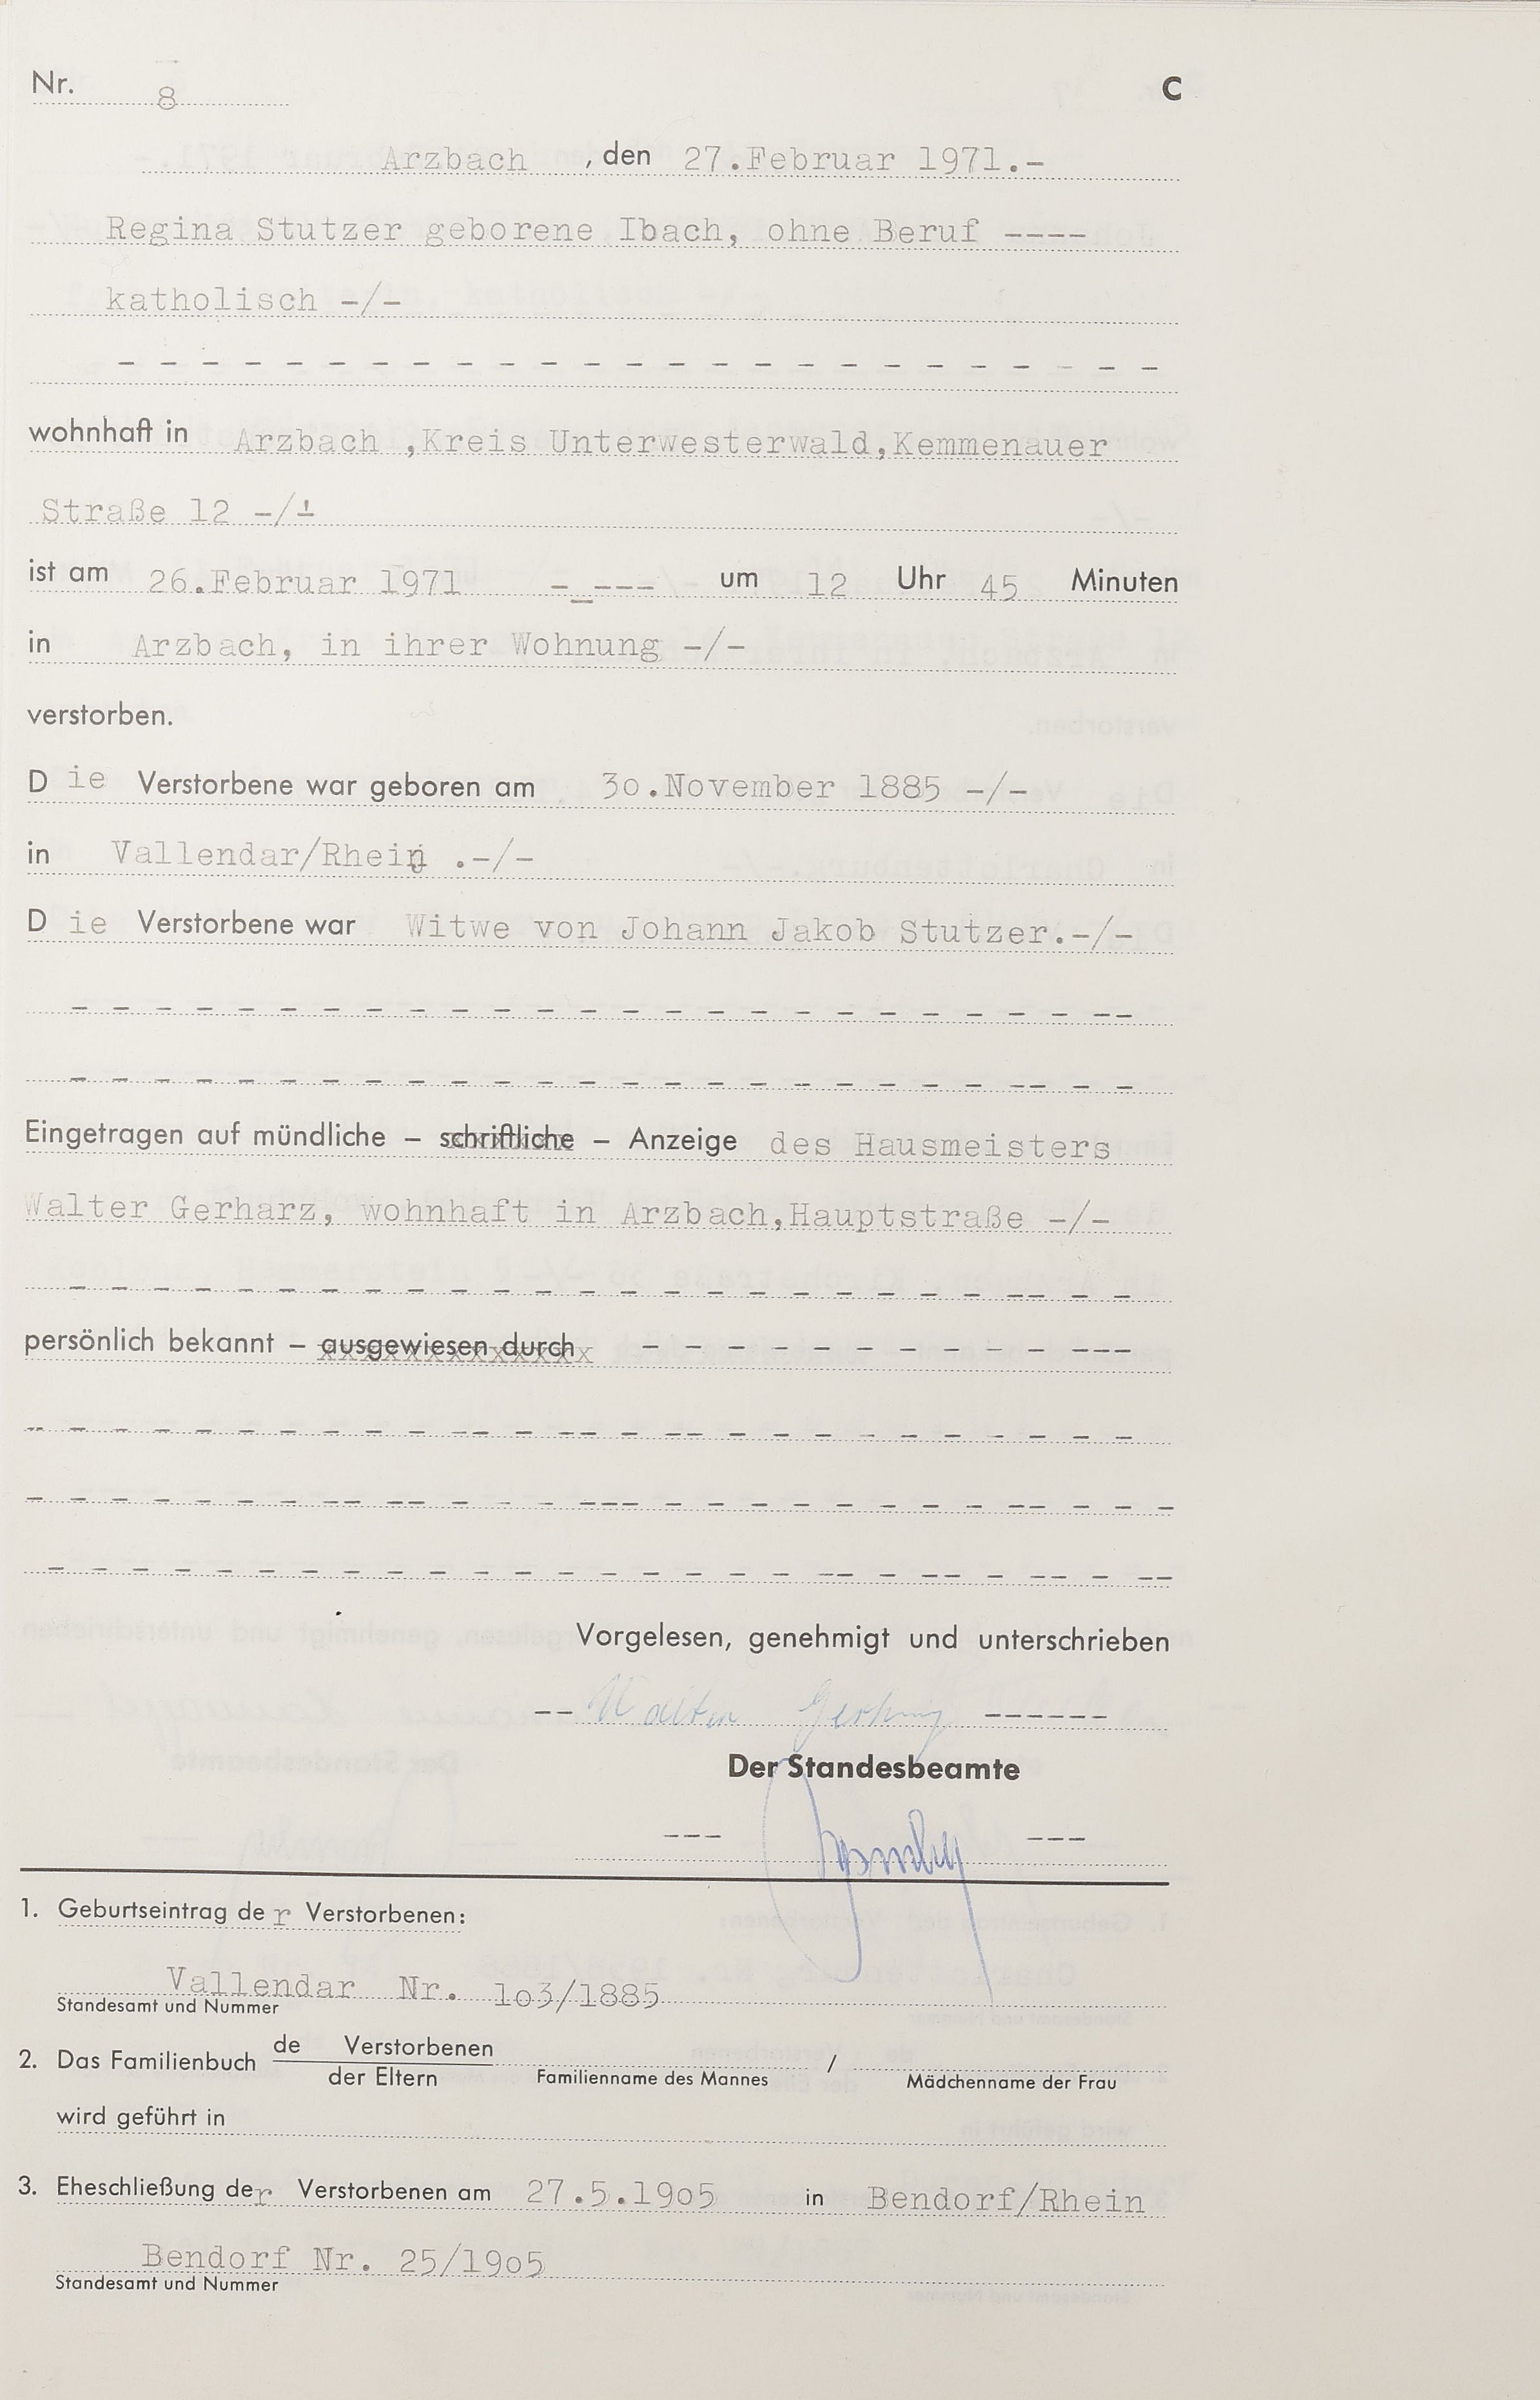 Nr. 8 C
Arzbach , den 27.Februar 1971.-
Regina Stutzer geborene Ibach, ohne Beruf ----
katholisch -/-
- - - - - - - - - - - - - - - - - - - - - - - - -
wohnhaft in Arzbach ,Kreis Unterwesterwald,Kemmenauer
Straße 12 -/-
ist am 26.Februar 1971 - ---- um 12 Uhr 45 Minuten
in Arzbach, in ihrer Wohnung -/-
verstorben.
Die Verstorbene war geboren am 30.November 1885 -/-
in Vallendar/Rhein .-/-
Die Verstorbene war Witwe von Johann Jakob Stutzer.-/-
- - - - - - - - - - - - - - - - - - - - - - - - --
- - - - - - - - - - - - - - - - - - - - - - -- - -
Eingetragen auf mündliche – schriftliche – Anzeige des Hausmeisters
Walter Gerharz, wohnhaft in Arzbach,Hauptstraße -/-
- - - - - - - - - - - - - - - - - - - - - -- -- -
persönlich bekannt – ausgewiesen durch - - - - - - - - - - ---
- - - - - - - - - - -- - -- - -- - - - - - - - - - -
- - - - - - -- -- - - - --- - - - - - - - -- - - -
- - - - - - - - - - - - - - - - - -- - -- - -- - --
Vorgelesen, genehmigt und unterschrieben
-- Walter Gerharz ------
Der Standesbeamte
--- ---
1. Geburtseintrag der Verstorbenen:
Vallendar Nr. 1o3/1885
Standesamt und Nummer
2. Das Familienbuch de Verstorbenen
der Eltern
/
Familienname des Mannes Mädchenname der Frau
wird geführt in
3. Eheschließung der Verstorbenen am 27.5.19o5 in Bendorf/Rhein
Bendorf Nr. 25/19o5
Standesamt und Nummer